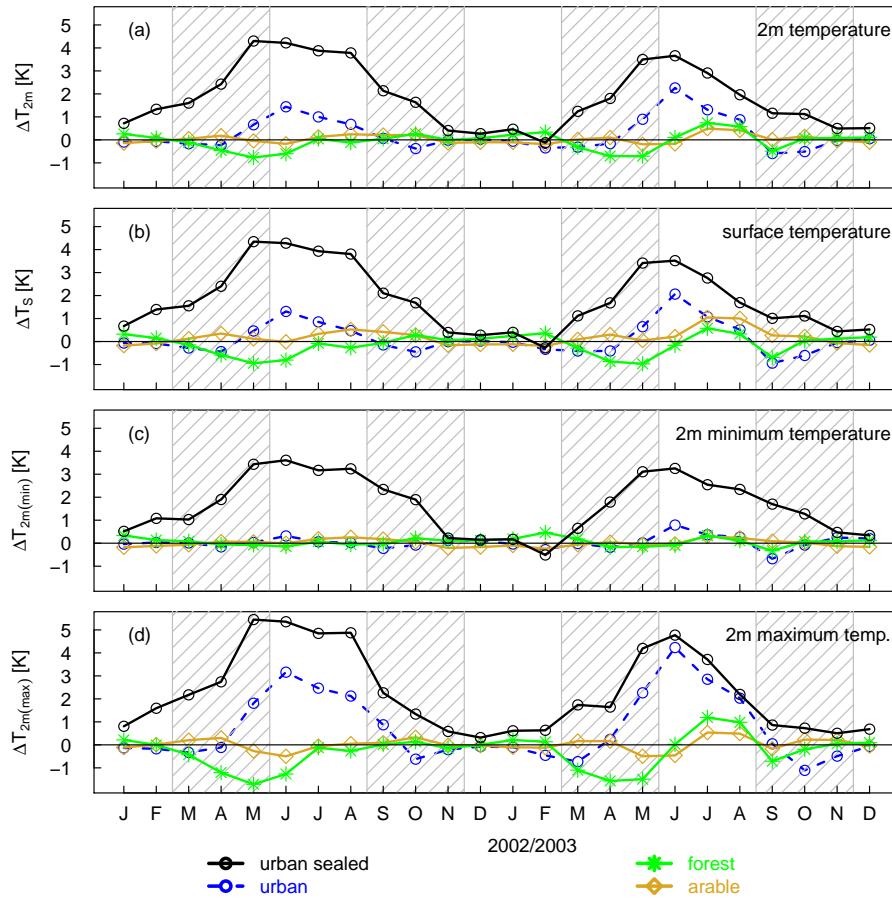 (a)
2m temperature
ΔT2m [K]
5
4
3
2
1
0
−1
(b)
surface temperature
ΔTS [K]
5
4
3
2
1
0
−1
(c)
2m minimum temperature
ΔT2m(min) [K]
5
4
3
2
1
0
−1
(d)
2m maximum temp.
ΔT2m(max) [K]
5
4
3
2
1
0
−1
J F M A M J J A S O N D J F M A M J J A S O N D
2002/2003
urban sealed
forest
urban
arable